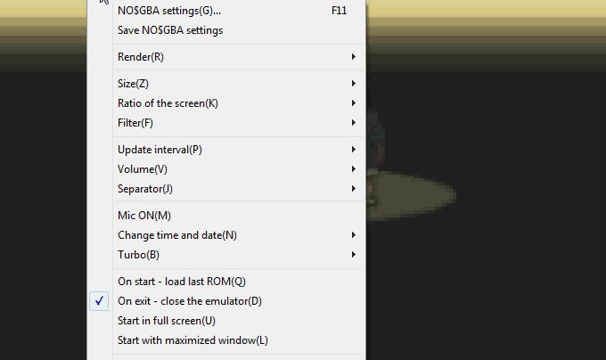 NO$GBA settings(G)... F11
Save NO$GBA settings
Render(R)
Size(Z)
Ratio of the screen(K)
Filter(F)
Update interval(P)
Volume(V)
Separator(J)
Mic ON(M)
Change time and date(N)
Turbo(B)
On start - load last ROM(Q)
On exit - close the emulator(D)
Start in full screen(U)
Start with maximized window(L)